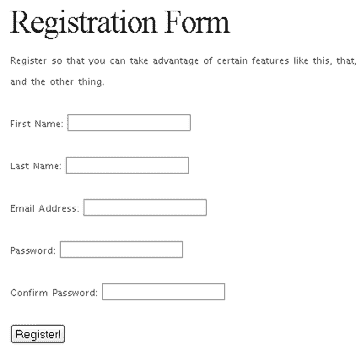 Registration Form
Register so that you can take advantage of certain features like this, that,
and the other thing.
First Name:
Last Name:
Email Address:
Password:
Confirm Password:
Register!